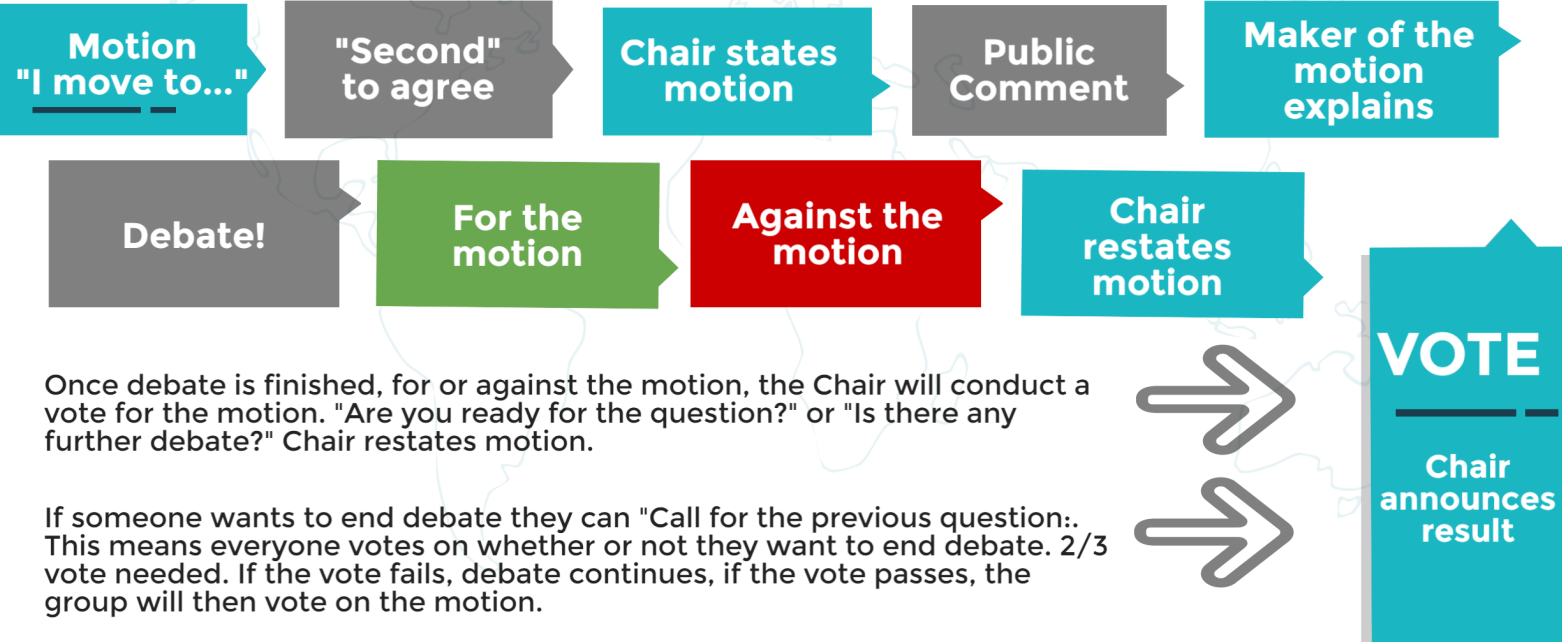 Motion
"I move to..."
"Second"
to agree
Chair states
motion
Public
Comment
Maker of the
motion
explains
Debate!
For the
motion
Against the
motion
Chair
restates
motion
Once debate is finished, for or against the motion, the Chair will conduct a
vote for the motion. "Are you ready for the question?" or "Is there any
further debate?" Chair restates motion.
If someone wants to end debate they can "Call for the previous question:.
This means everyone votes on whether or not they want to end debate. 2/3
vote needed. If the vote fails, debate continues, if the vote passes, the
group will then vote on the motion.
VOTE
Chair
announces
result